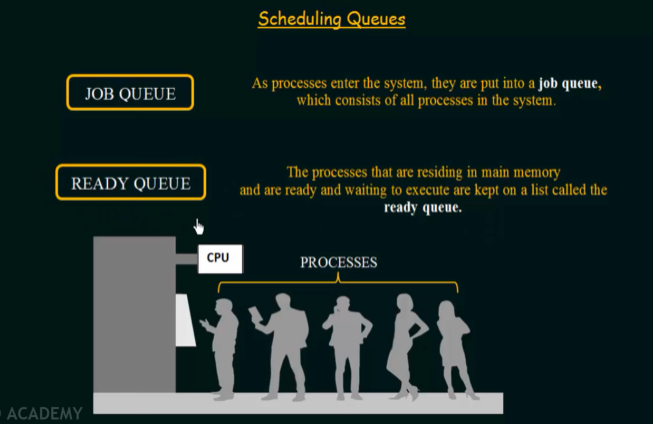 Scheduling Queues
JOB QUEUE
As processes enter the system, they are put into a job queue,
which consists of all processes in the system.
READY QUEUE
The processes that are residing in main memory
and are ready and waiting to execute are kept on a list called the
ready queue.
CPU
PROCESSES
ACADEMY